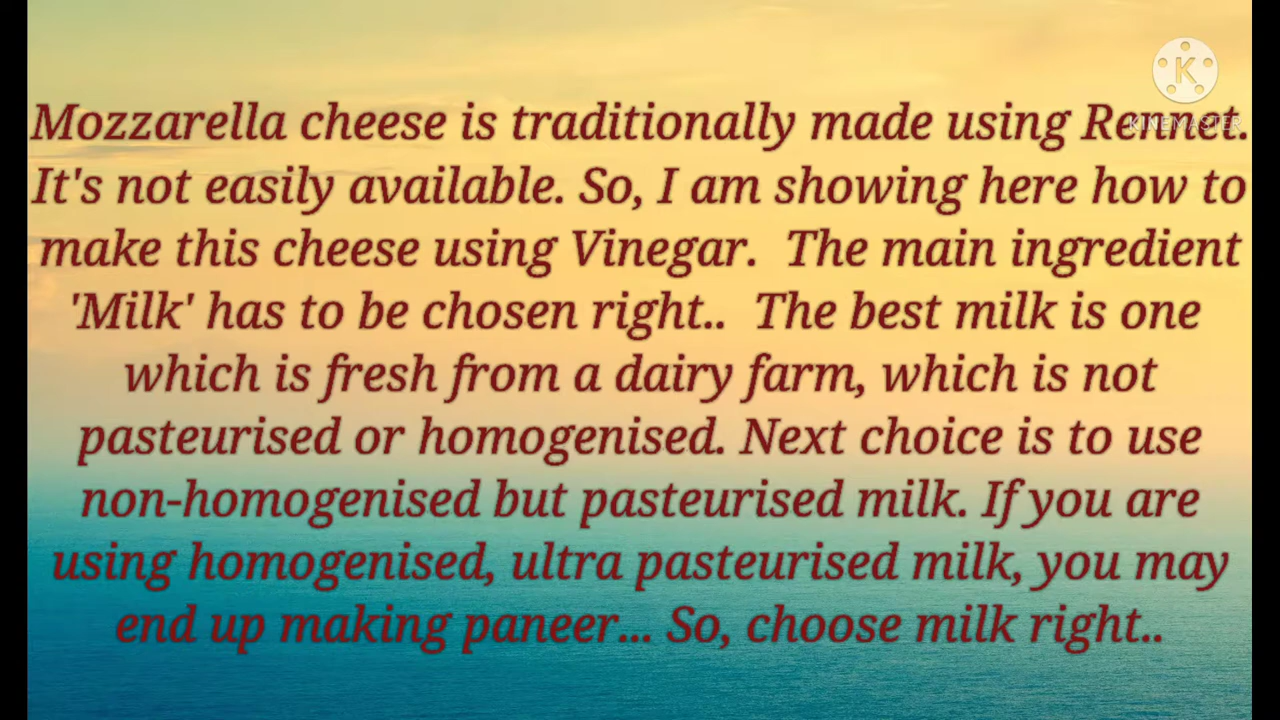 Mozzarella cheese is traditionally made using Rennet.
It's not easily available. So, I am showing here how to
make this cheese using Vinegar.  The main ingredient
'Milk' has to be chosen right..  The best milk is one
which is fresh from a dairy farm, which is not
pasteurised or homogenised. Next choice is to use
non-homogenised but pasteurised milk. If you are
using homogenised, ultra pasteurised milk, you may
end up making paneer... So, choose milk right..
K
KINEMASTER